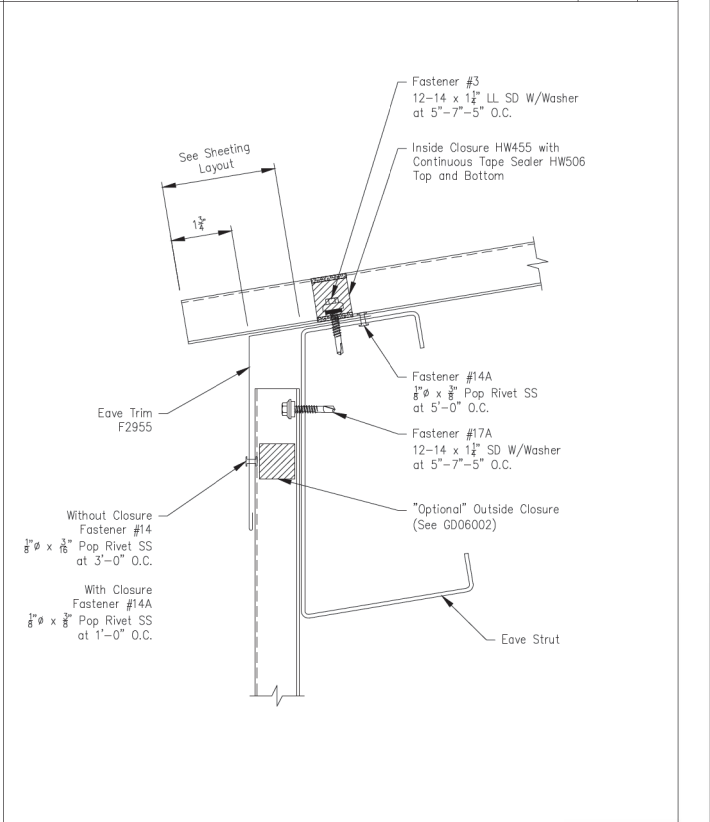 Fastener #3
12-14 x 1¼" LL SD W/Washer
at 5"-7"-5" O.C.
Inside Closure HW455 with
Continuous Tape Sealer HW506
Top and Bottom
See Sheeting
Layout
1¾"
Fastener #14A
⅛"ø x ⅜" Pop Rivet SS
at 5'-0" O.C.
Fastener #17A
12-14 x 1¼" SD W/Washer
at 5"-7"-5" O.C.
Eave Trim
F2955
"Optional" Outside Closure
(See GD06002)
Without Closure
Fastener #14
⅛"ø x 3/16" Pop Rivet SS
at 3'-0" O.C.
With Closure
Fastener #14A
⅛"ø x ⅜" Pop Rivet SS
at 1'-0" O.C.
Eave Strut